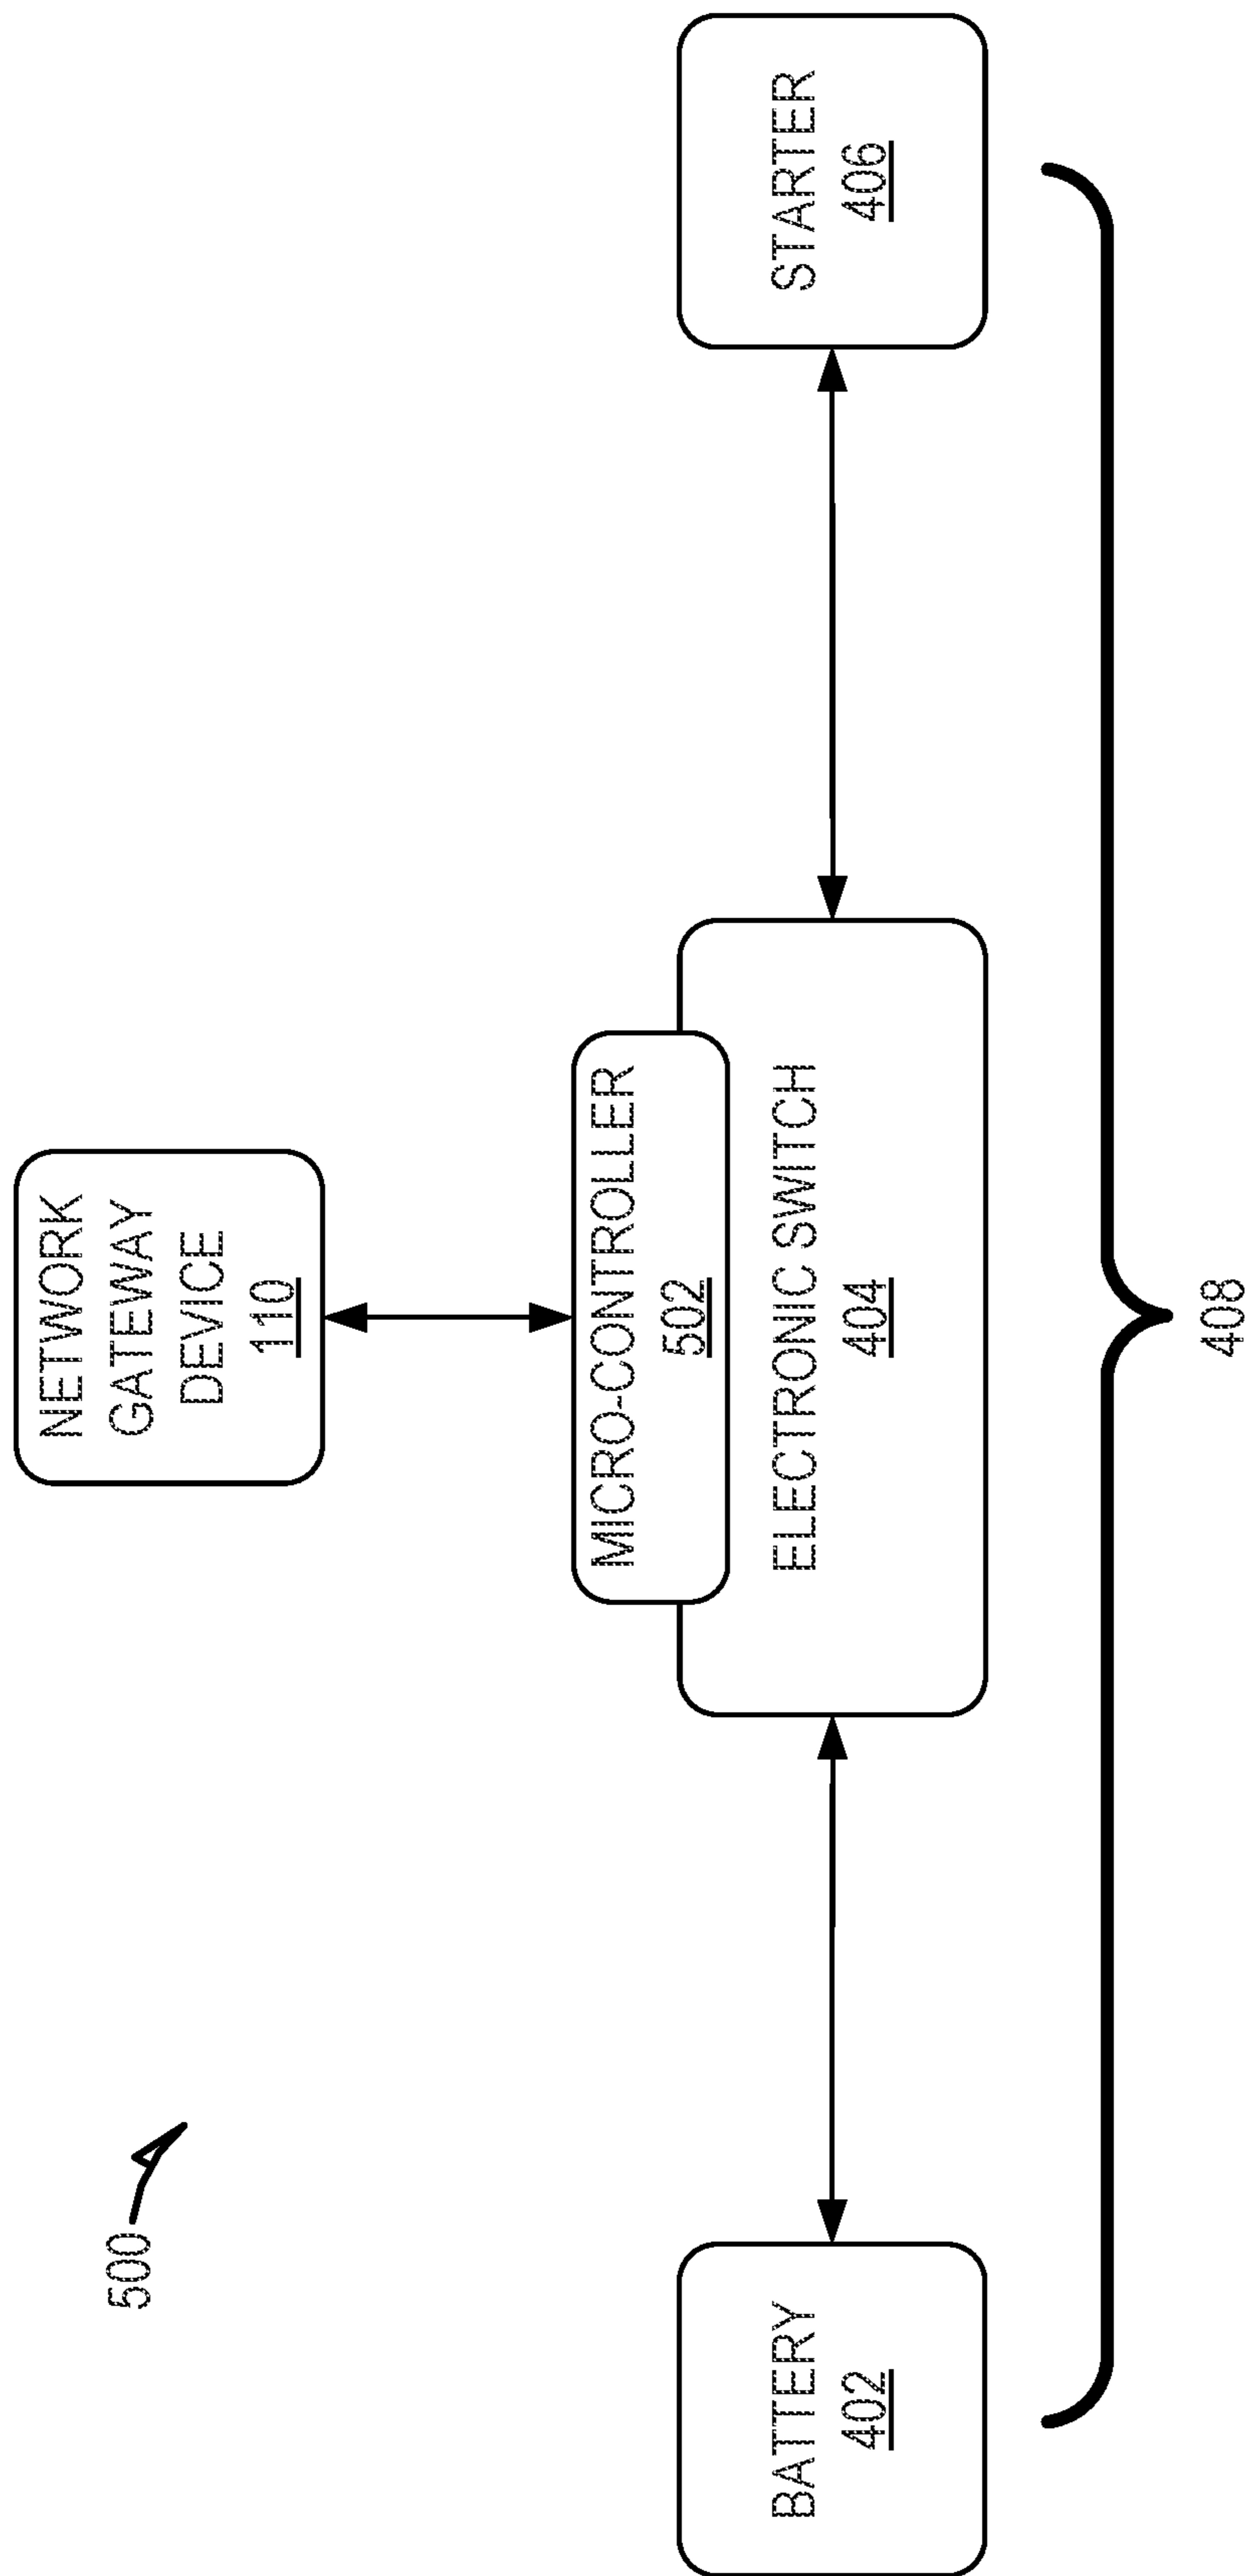 500
NETWORK
GATEWAY
DEVICE
110
MICRO-CONTROLLER
502
BATTERY
402
ELECTRONIC SWITCH
404
STARTER
406
408